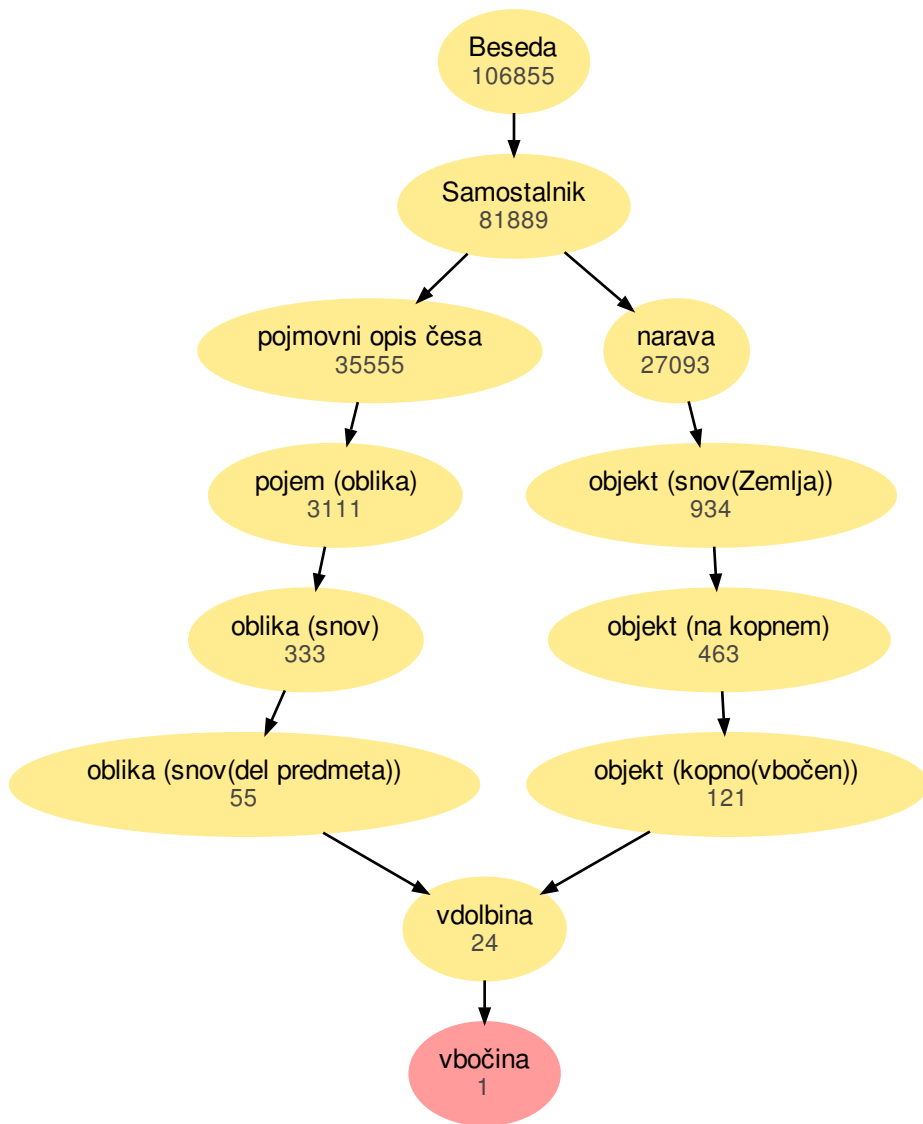 Beseda
106855
Samostalnik
81889
pojmovni opis česa
35555
narava
27093
pojem (oblika)
3111
objekt (snov(Zemlja))
934
oblika (snov)
333
objekt (na kopnem)
463
oblika (snov(del predmeta))
55
objekt (kopno(vbočen))
121
vdolbina
24
vbočina
1